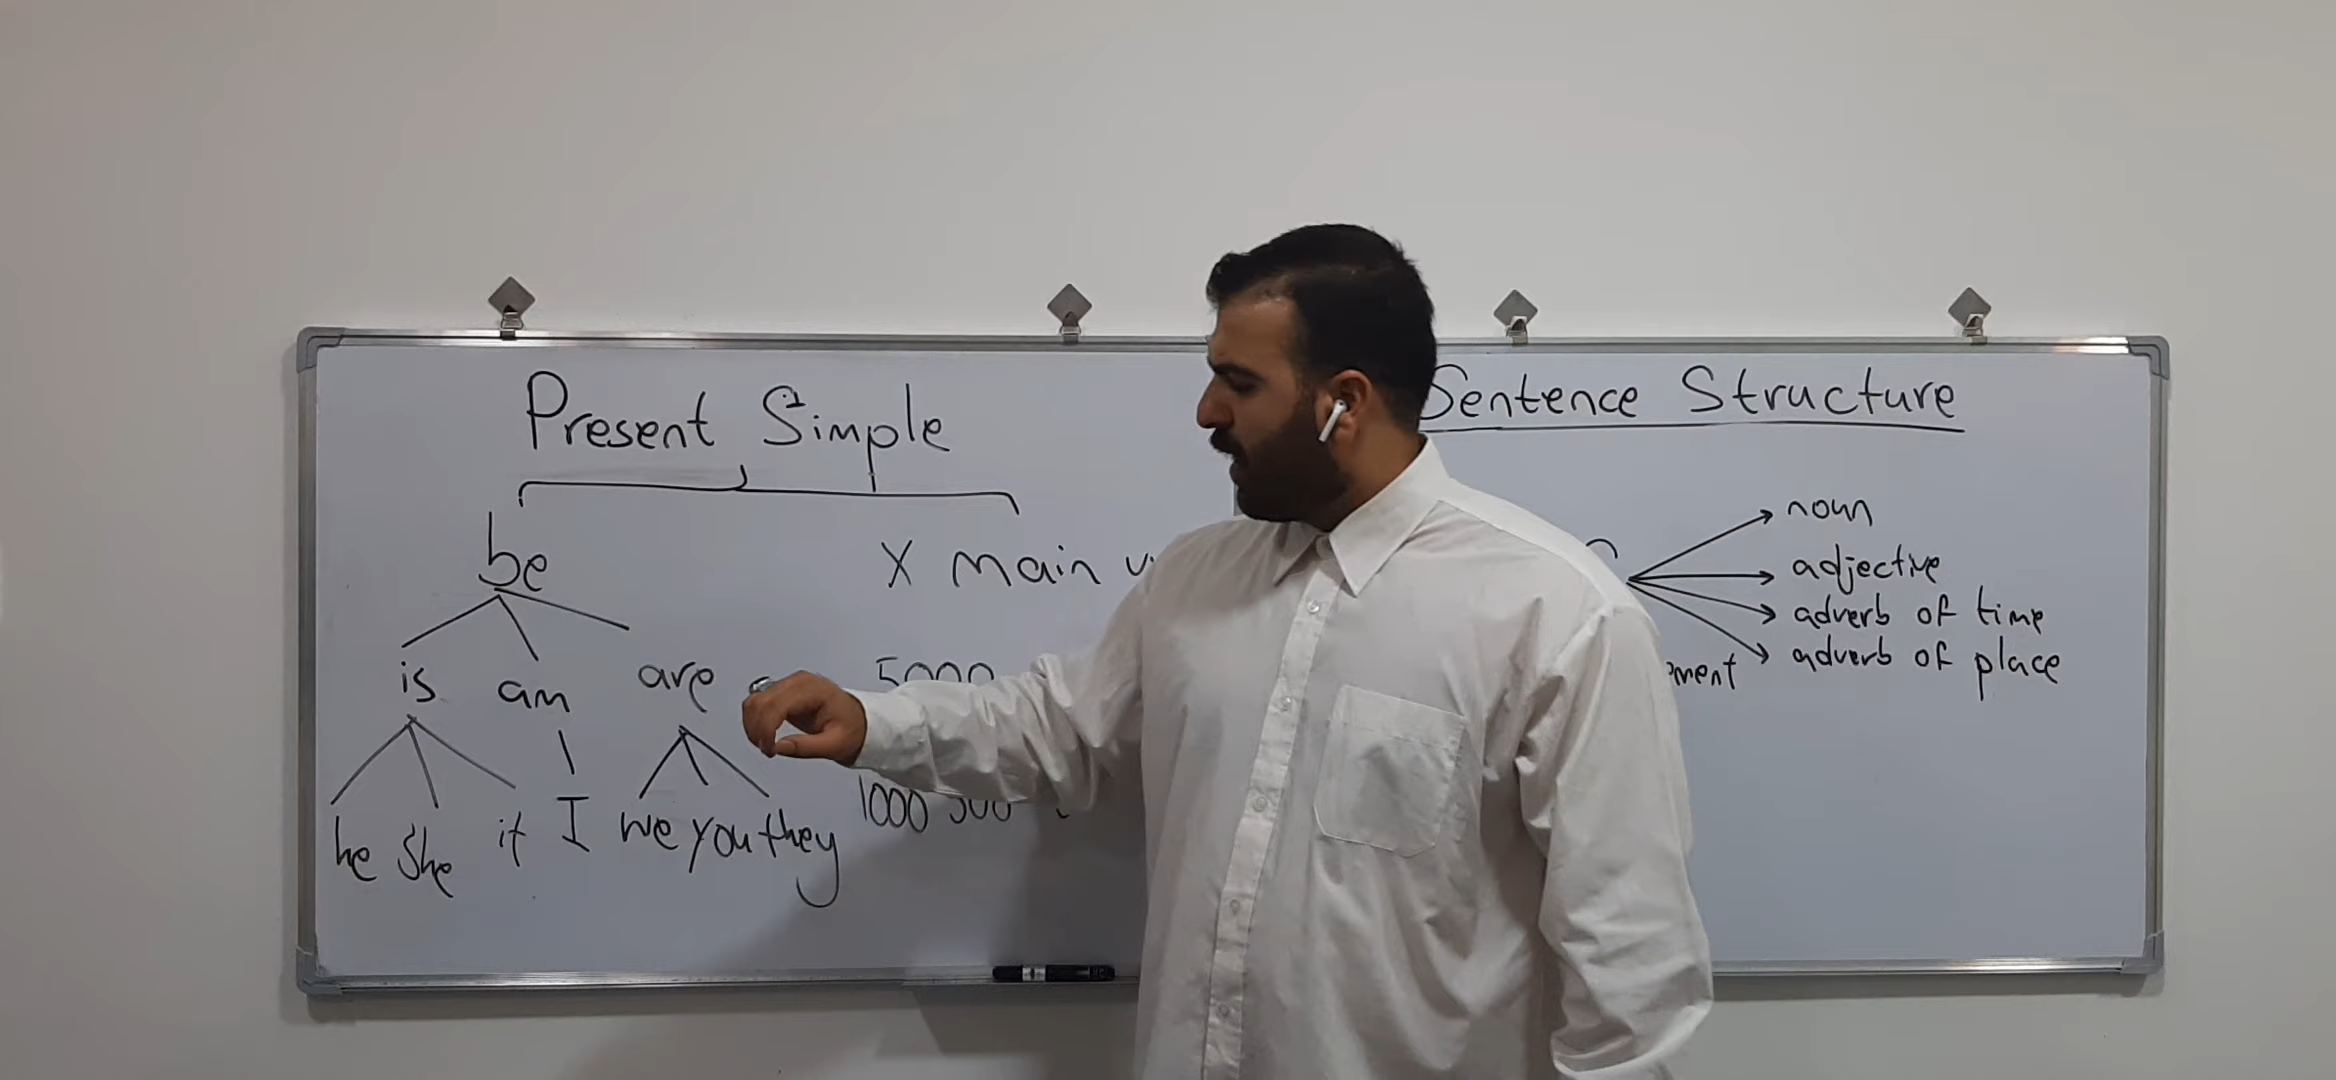 Present Simple
be
X main
is am are
5000
he she it I we you they
1000 500
Sentence Structure
noun
adjective
adverb of time
adverb of place